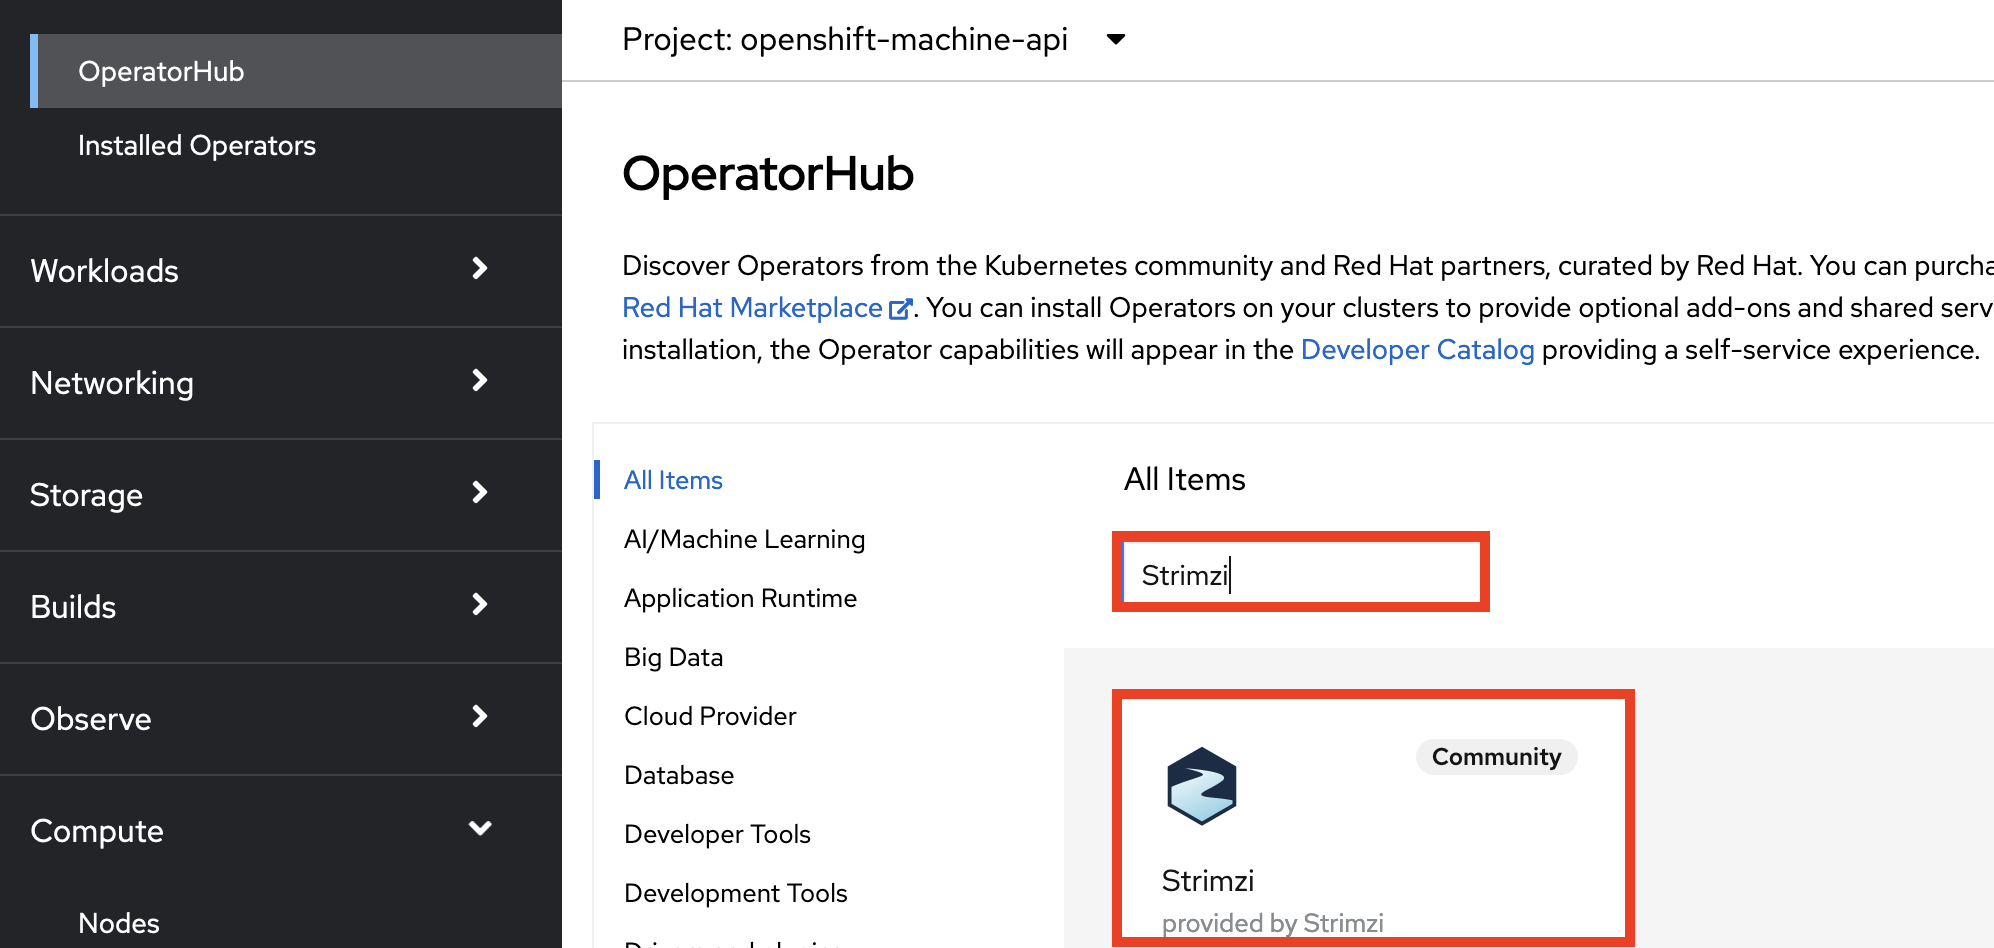 OperatorHub
Installed Operators
Workloads
Networking
Storage
Builds
Observe
Compute
Nodes
Project: openshift-machine-api
OperatorHub
Discover Operators from the Kubernetes community and Red Hat partners, curated by Red Hat. You can
Red Hat Marketplace. You can install Operators on your clusters to provide optional add-ons and shared
installation, the Operator capabilities will appear in the Developer Catalog providing a self-service experience.
All Items
AI/Machine Learning
Application Runtime
Big Data
Cloud Provider
Database
Developer Tools
Development Tools
All Items
Strimzi
Community
Strimzi
provided by Strimzi